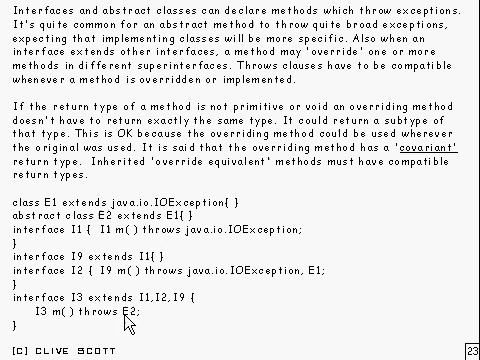 Interfaces and abstract classes can declare methods which throw exceptions.
It's quite common for an abstract method to throw quite broad exceptions,
expecting that implementing classes will be more specific. Also when an
interface extends other interfaces, a method may 'override' one or more
methods in different superinterfaces. Throws clauses have to be compatible
whenever a method is overridden or implemented.

If the return type of a method is not primitive or void an overriding method
doesn't have to return exactly the same type. It could return a subtype of
that type. This is OK because the overriding method could be used wherever
the original was used. It is said that the overriding method has a 'covariant'
return type. Inherited 'override equivalent' methods must have compatible
return types.

class E1 extends java.io.IOException{ }
abstract class E2 extends E1{ }
interface I1 { I1 m( ) throws java.io.IOException;
}
interface I9 extends I1{ }
interface I2 { I9 m( ) throws java.io.IOException, E1;
}
interface I3 extends I1,I2,I9 {
I3 m( ) throws E2;
}
(C) CLIVE SCOTT
23